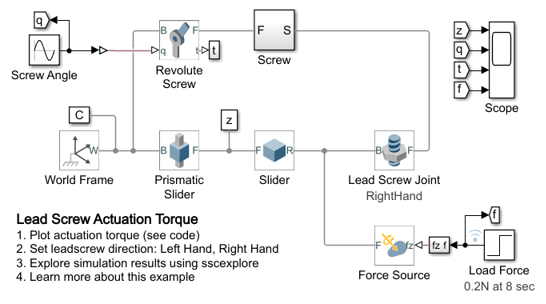 q
Screw Angle
B
F
q
t
t
Revolute
Screw
F
S
Screw
z
q
t
f
Scope
C
W
World Frame
B
F
Prismatic
Slider
z
F
R
Slider
B
F
Lead Screw Joint
RightHand
Lead Screw Actuation Torque
1. Plot actuation torque (see code)
2. Set leadscrew direction: Left Hand, Right Hand
3. Explore simulation results using sscexplore
4. Learn more about this example
F
fz
Force Source
fz f
f
Load Force
0.2N at 8 sec